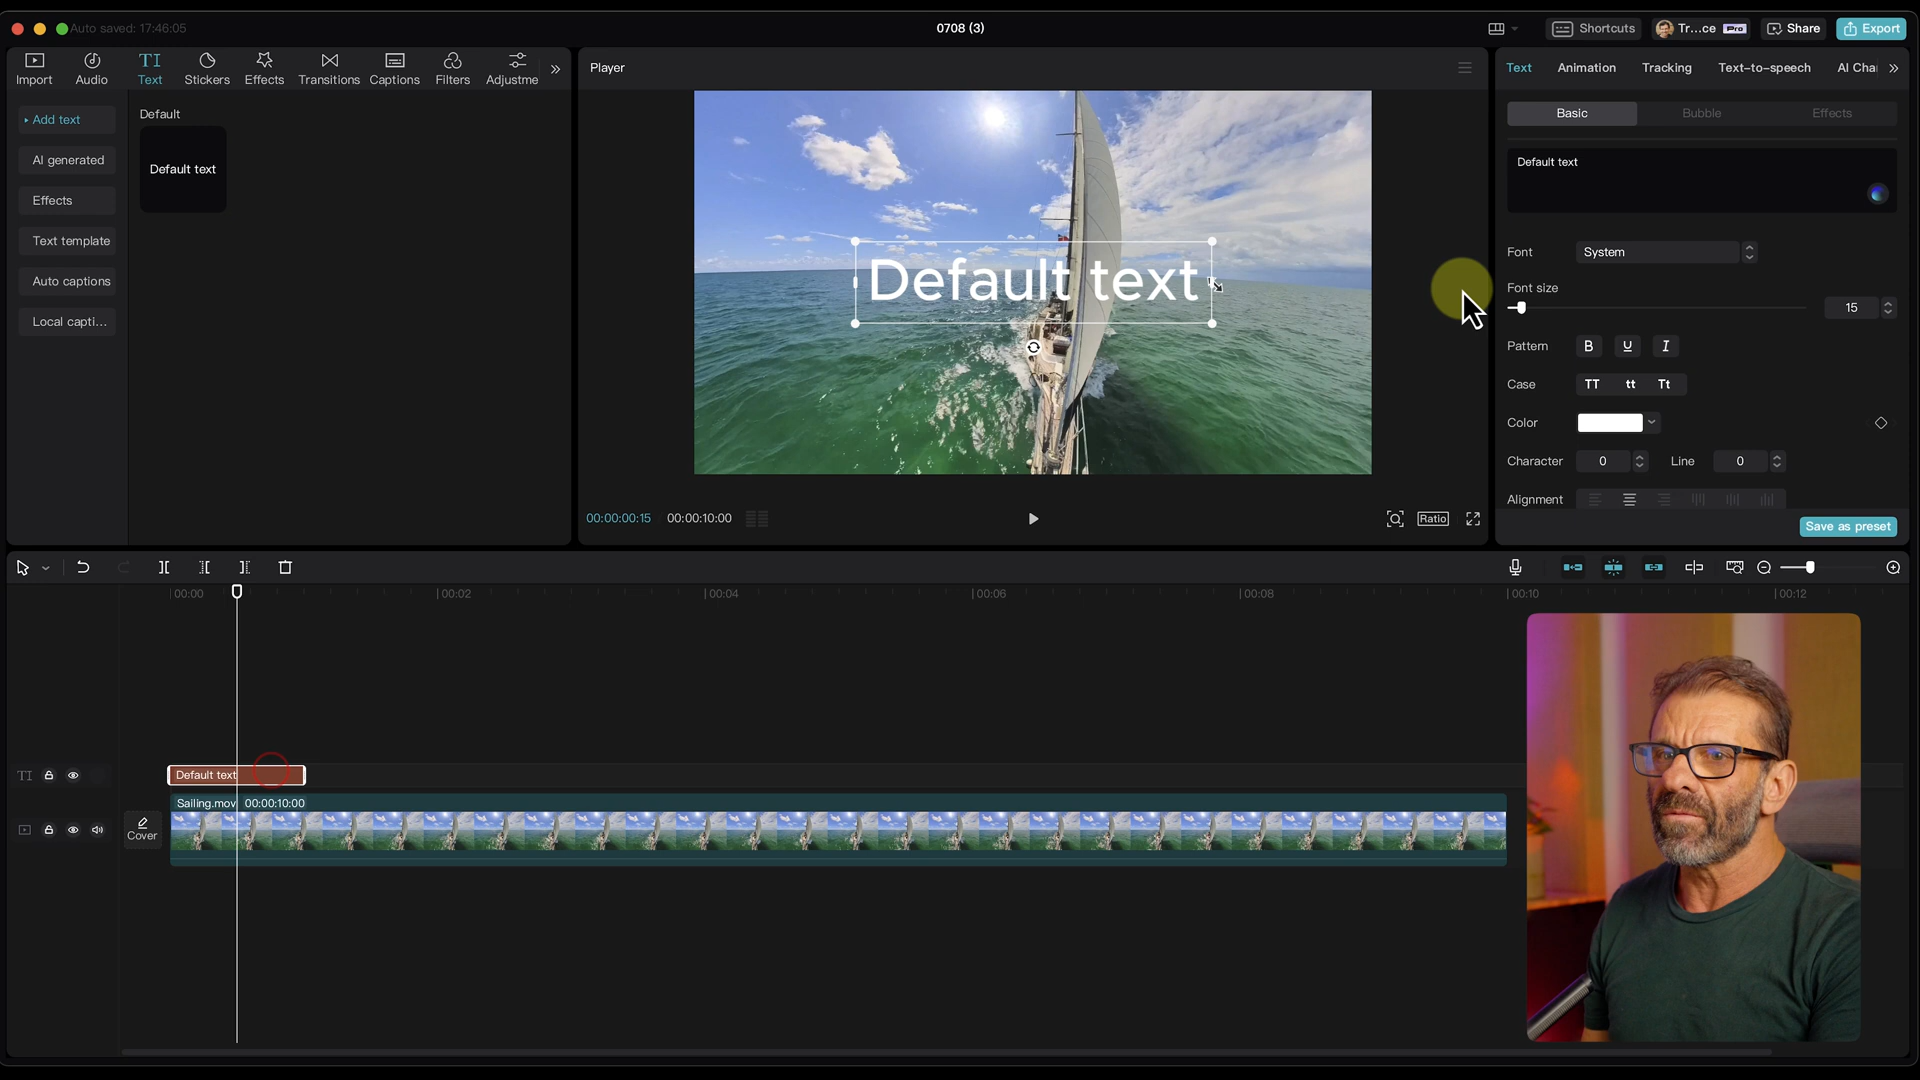 Auto saved: 17:46:05
0708 (3)
Shortcuts
Tr...ce
Pro
Share
Export
Import
Audio
TI
Text
Stickers
Effects
Transitions
Captions
Filters
Adjustme
Add text
AI generated
Effects
Text template
Auto captions
Local capti...
Default
Default text
Player
Default text
00:00:00:15
00:00:10:00
Ratio
Text
Animation
Tracking
Text-to-speech
AI Cha
Basic
Bubble
Effects
Default text
Font
System
Font size
15
Pattern
B
U
I
Case
TT
tt
Tt
Color
Character
0
Line
0
Alignment
Save as preset
00:00
00:02
00:04
00:06
00:08
00:10
00:12
TI
Default text
Sailing.mov
00:00:10:00
Cover